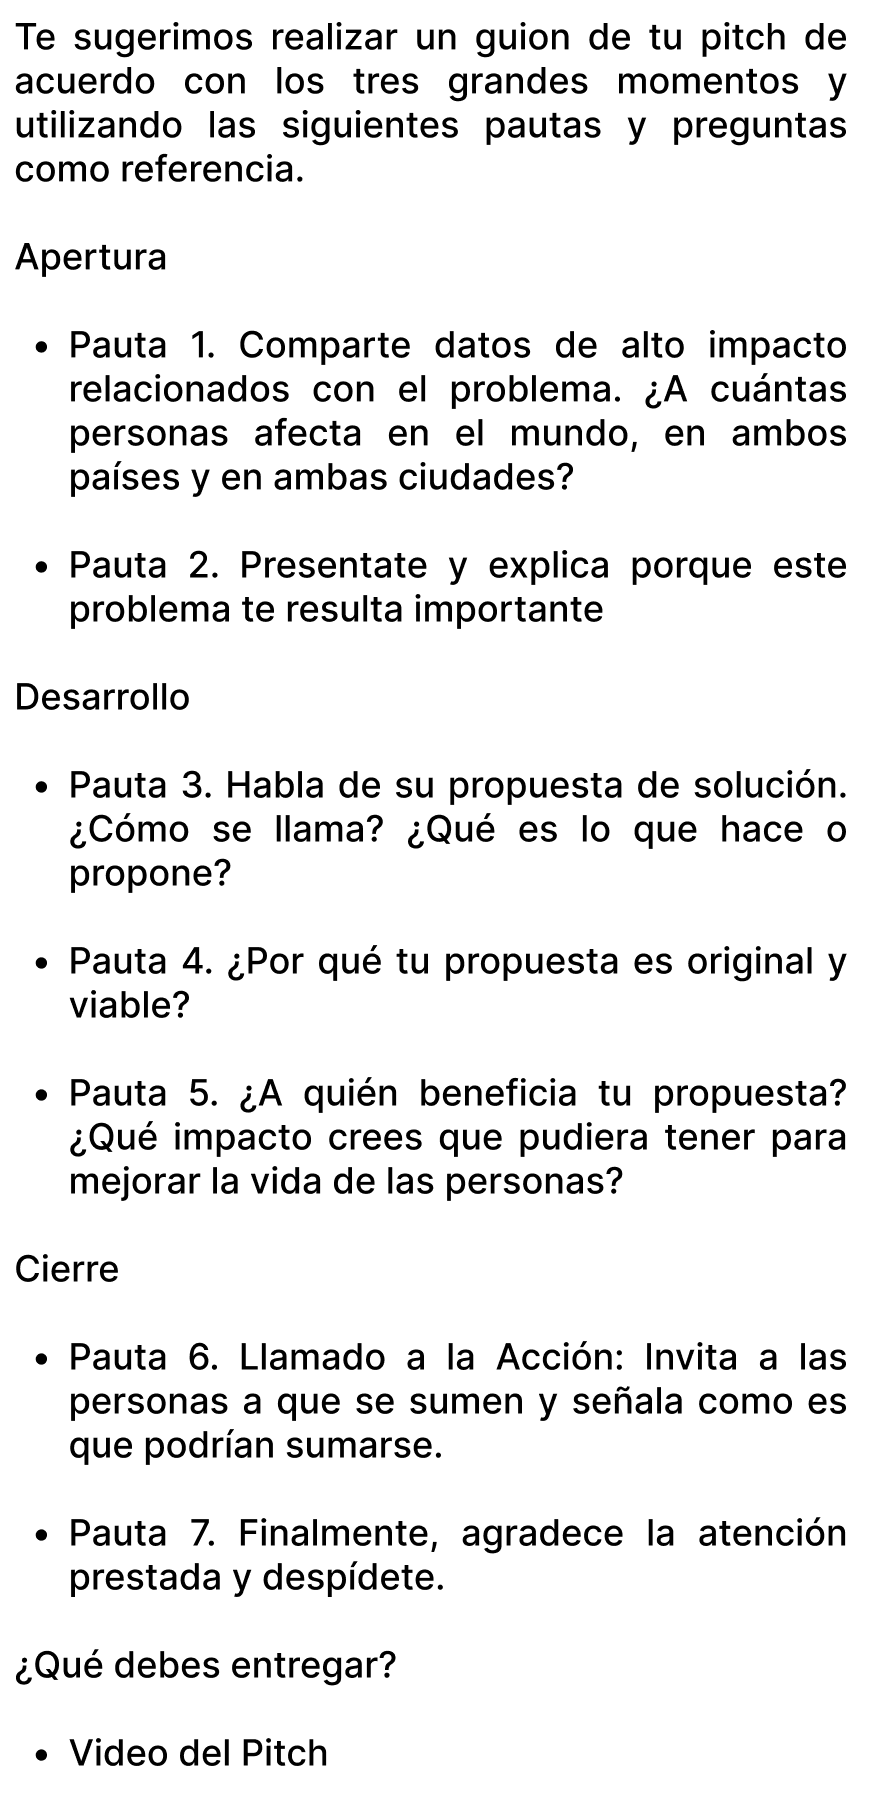 Te sugerimos realizar un guion de tu pitch de
acuerdo con los tres grandes momentos y
utilizando las siguientes pautas y preguntas
como referencia.
Apertura
• Pauta 1. Comparte datos de alto impacto
relacionados con el problema. ¿A cuántas
personas afecta en el mundo, en ambos
países y en ambas ciudades?
• Pauta 2. Presentate y explica porque este
problema te resulta importante
Desarrollo
• Pauta 3. Habla de su propuesta de solución.
¿Cómo se llama? ¿Qué es lo que hace o
propone?
• Pauta 4. ¿Por qué tu propuesta es original y
viable?
• Pauta 5. ¿A quién beneficia tu propuesta?
¿Qué impacto crees que pudiera tener para
mejorar la vida de las personas?
Cierre
• Pauta 6. Llamado a la Acción: Invita a las
personas a que se sumen y señala como es
que podrían sumarse.
• Pauta 7. Finalmente, agradece la atención
prestada y despídete.
¿Qué debes entregar?
• Video del Pitch